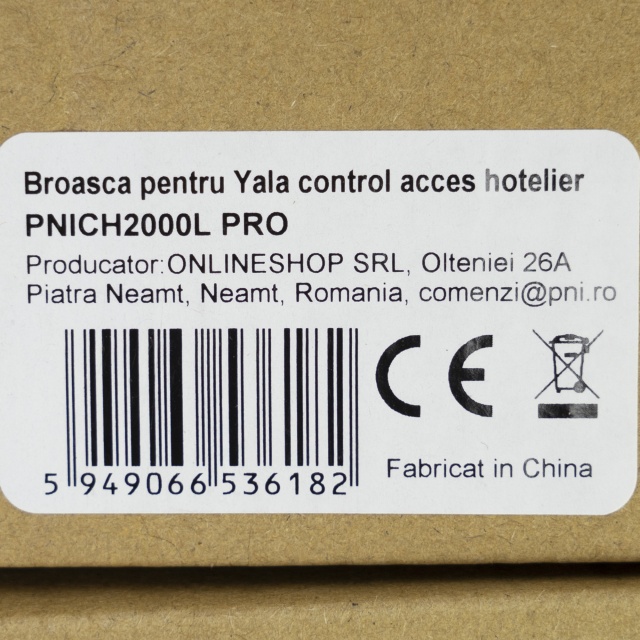 Broasca pentru Yala control acces hotelier
PNICH2000L PRO
Producator:ONLINESHOP SRL, Olteniei 26A
Piatra Neamt, Neamt, Romania, comenzi@pni.ro
CE
Fabricat in China
5 949066 536182